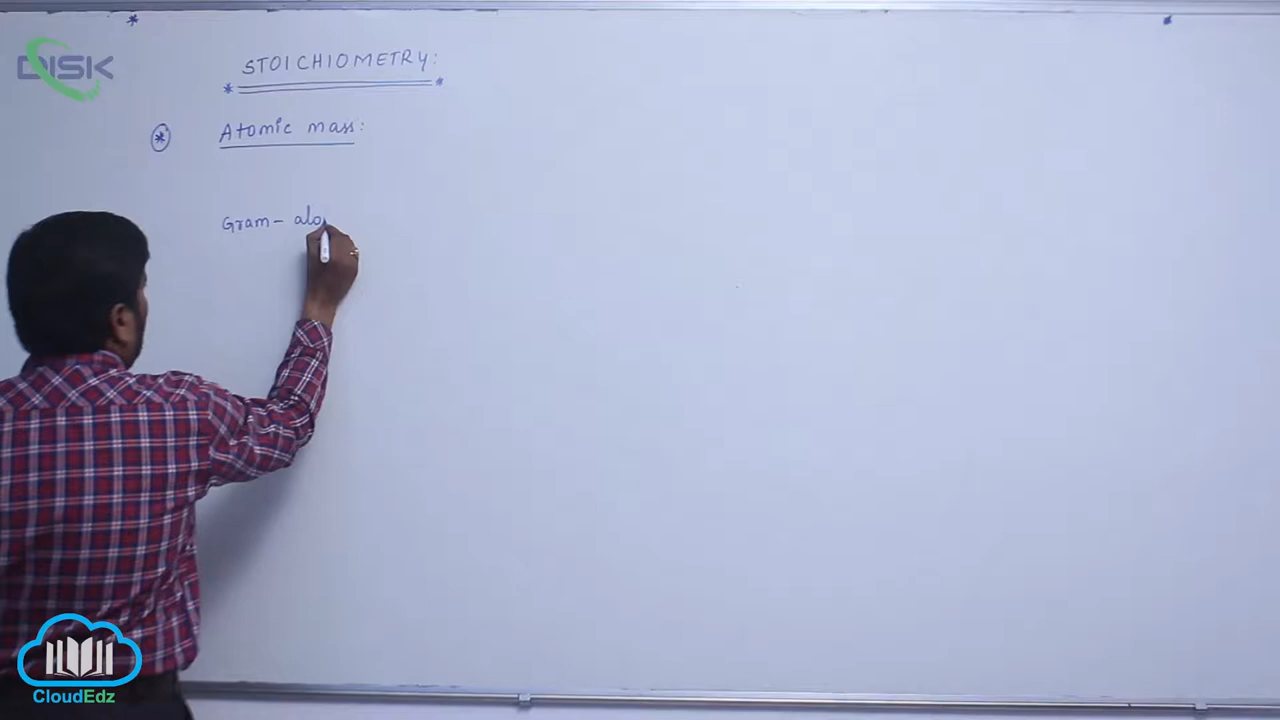 DISK
STOICHIOMETRY:
* Atomic mass:
Gram- ato
CloudEdz